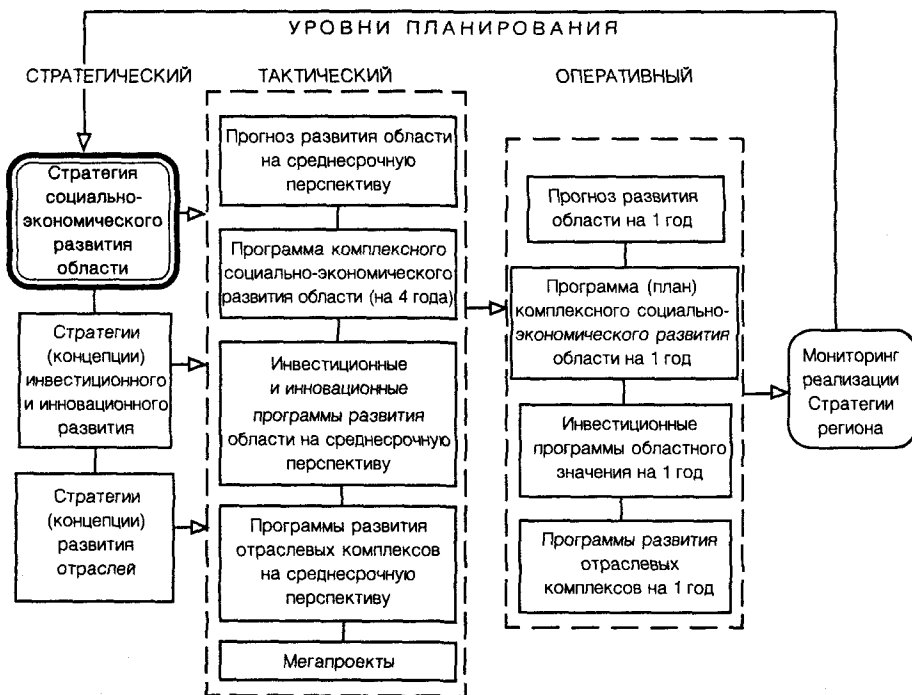 УРОВНИ ПЛАНИРОВАНИЯ
СТРАТЕГИЧЕСКИЙ
ТАКТИЧЕСКИЙ
ОПЕРАТИВНЫЙ
Стратегия
социально-
экономического
развития
области
Стратегии
(концепции)
инвестиционного
и инновационного
развития
Стратегии
(концепции)
развития
отраслей
Прогноз развития области
на среднесрочную
перспективу
Программа комплексного
социально-экономического
развития области (на 4 года)
Инвестиционные
и инновационные
программы развития
области на среднесрочную
перспективу
Программы развития
отраслевых комплексов
на среднесрочную
перспективу
Мегапроекты
Прогноз развития
области на 1 год
Программа (план)
комплексного социально-
экономического развития
области на 1 год
Инвестиционные
программы областного
значения на 1 год
Программы развития
отраслевых
комплексов на 1 год
Мониторинг
реализации
Стратегии
региона